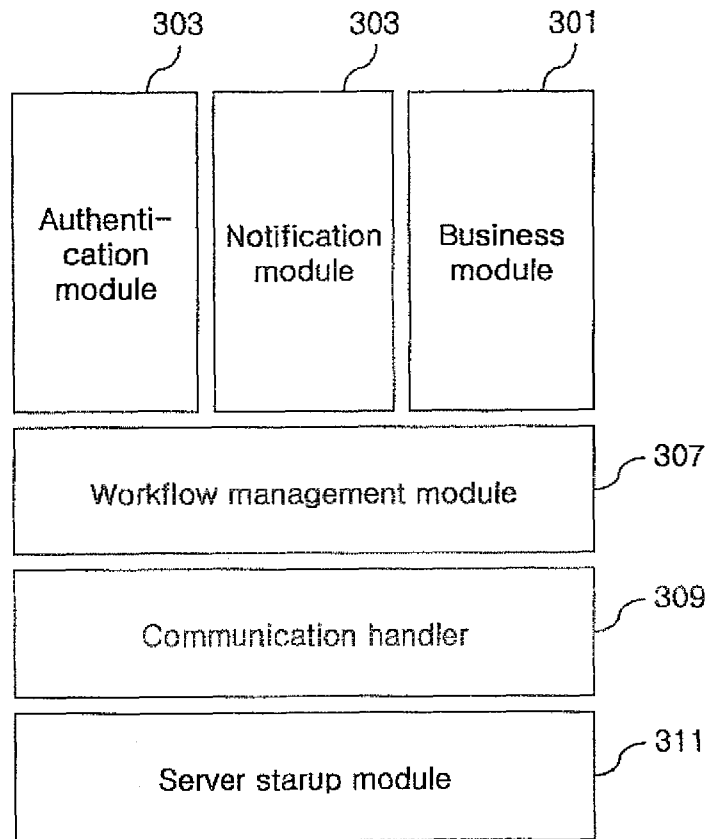 303 303 301
Authenti-
cation
module
Notification
module
Business
module
Workflow management module
307
Communication handler
309
Server starup module
311